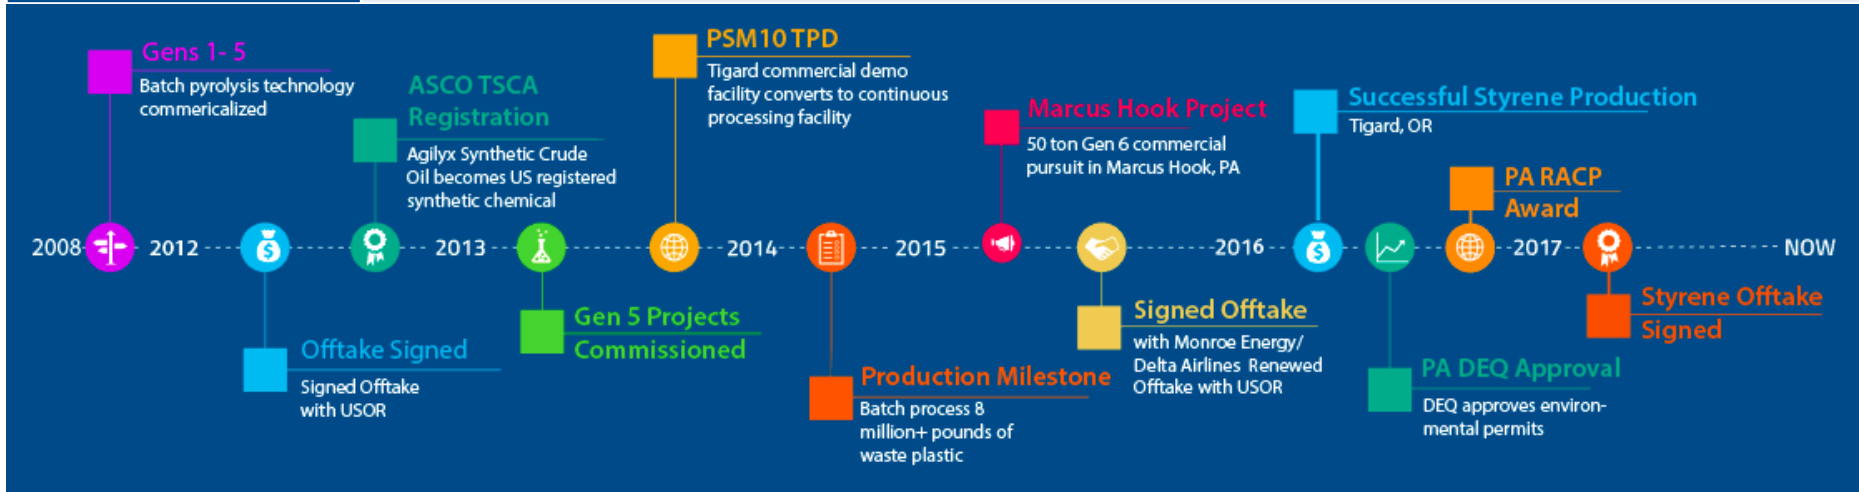 Gens 1- 5
Batch pyrolysis technology
commericalized
ASCO TSCA
Registration
Agilyx Synthetic Crude
Oil becomes US registered
synthetic chemical
PSM10 TPD
Tigard commercial demo
facility converts to continuous
processing facility
Marcus Hook Project
50 ton Gen 6 commercial
pursuit in Marcus Hook, PA
Successful Styrene Production
Tigard, OR
PA RACP
Award
2008
2012
2013
2014
2015
2016
2017
NOW
Offtake Signed
Signed Offtake
with USOR
Gen 5 Projects
Commissioned
Production Milestone
Batch process 8
million+ pounds of
waste plastic
Signed Offtake
with Monroe Energy/
Delta Airlines Renewed
Offtake with USOR
PA DEQ Approval
DEQ approves environ-
mental permits
Styrene Offtake
Signed